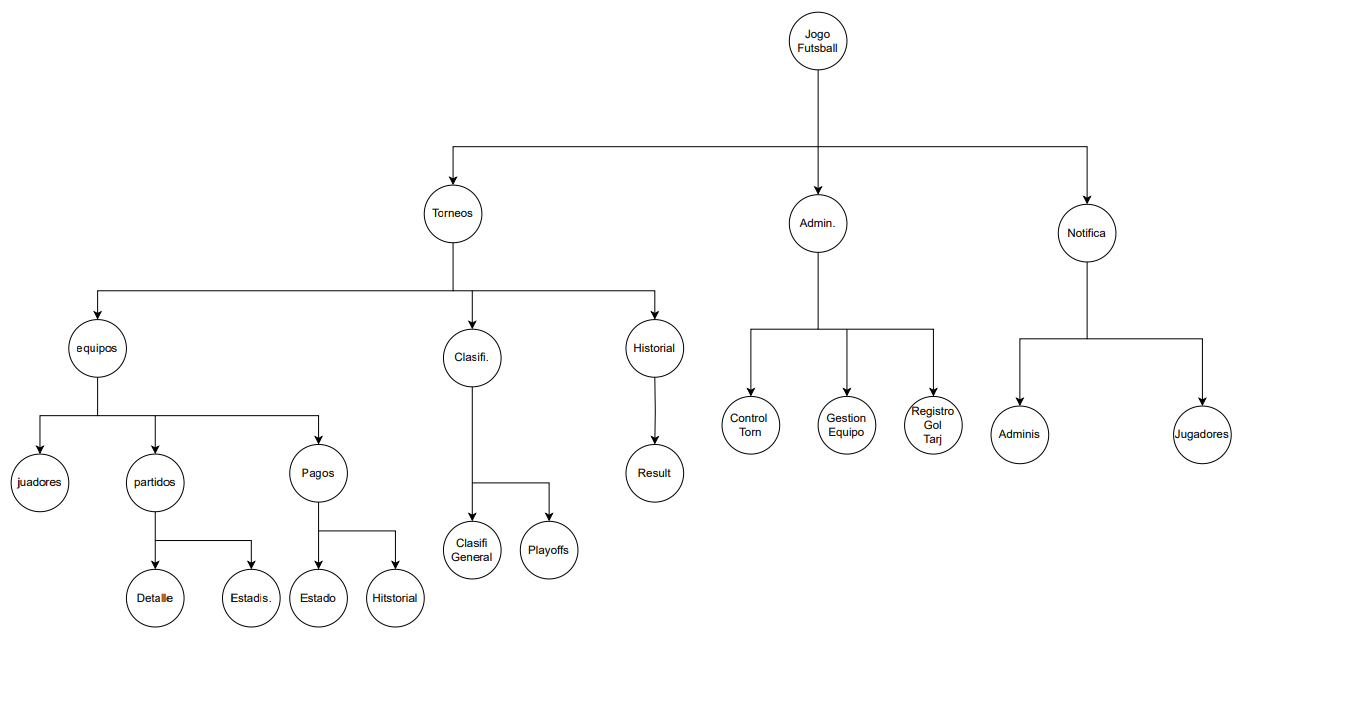 Jogo
Futsball
Torneos
Admin.
Notifica
equipos
Clasifi.
Historial
Control
Torn
Gestion
Equipo
Registro
Gol
Tarj
Adminis
Jugadores
juadores
partidos
Pagos
Result
Clasifi
General
Playoffs
Detalle
Estadis.
Estado
Hitstorial